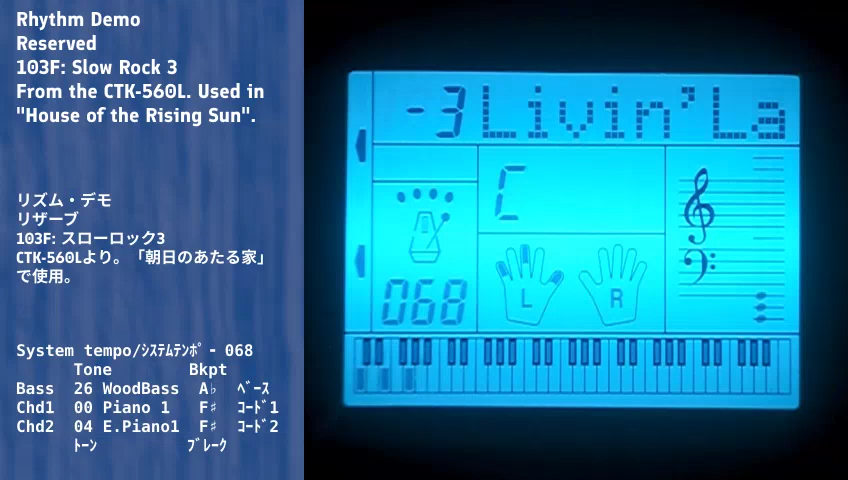 Rhythm Demo
Reserved
103F: Slow Rock 3
From the CTK-560L. Used in
"House of the Rising Sun".
リズム・デモ
リザーブ
103F: スローロック3
CTK-560Lより。「朝日のあたる家」
で使用。
System tempo/ｼｽﾃﾑﾃﾝﾎﾟ - 068
Tone Bkpt
Bass 26 WoodBass A♭ ﾍﾞｰｽ
Chd1 00 Piano 1 F♯ ｺｰﾄﾞ1
Chd2 04 E.Piano1 F♯ ｺｰﾄﾞ2
ﾄｰﾝ ﾌﾞﾚｰｸ
-3Livin'La
C
L R
068